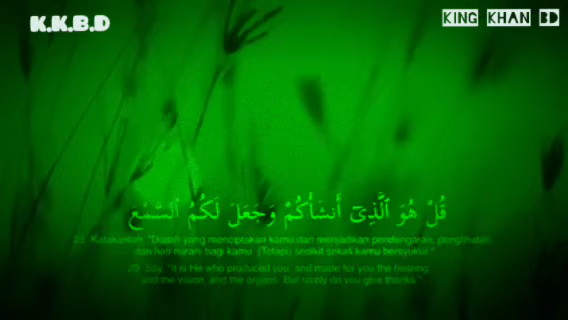 K.K.B.D
KING KHAN BD
قُلْ هُوَ ٱلَّذِىٓ أَنشَأَكُمْ وَجَعَلَ لَكُمُ ٱلسَّمْعَ
23. Katakanlah: "Dialah yang menciptakan kamu dan menjadikan pendengaran, penglihatan
dan hati nurani bagi kamu. (Tetapi) sedikit sekali kamu bersyukur."
23. Say, "It is He who produced you, and made for you the hearing,
and the vision, and the organs. But rarely do you give thanks."